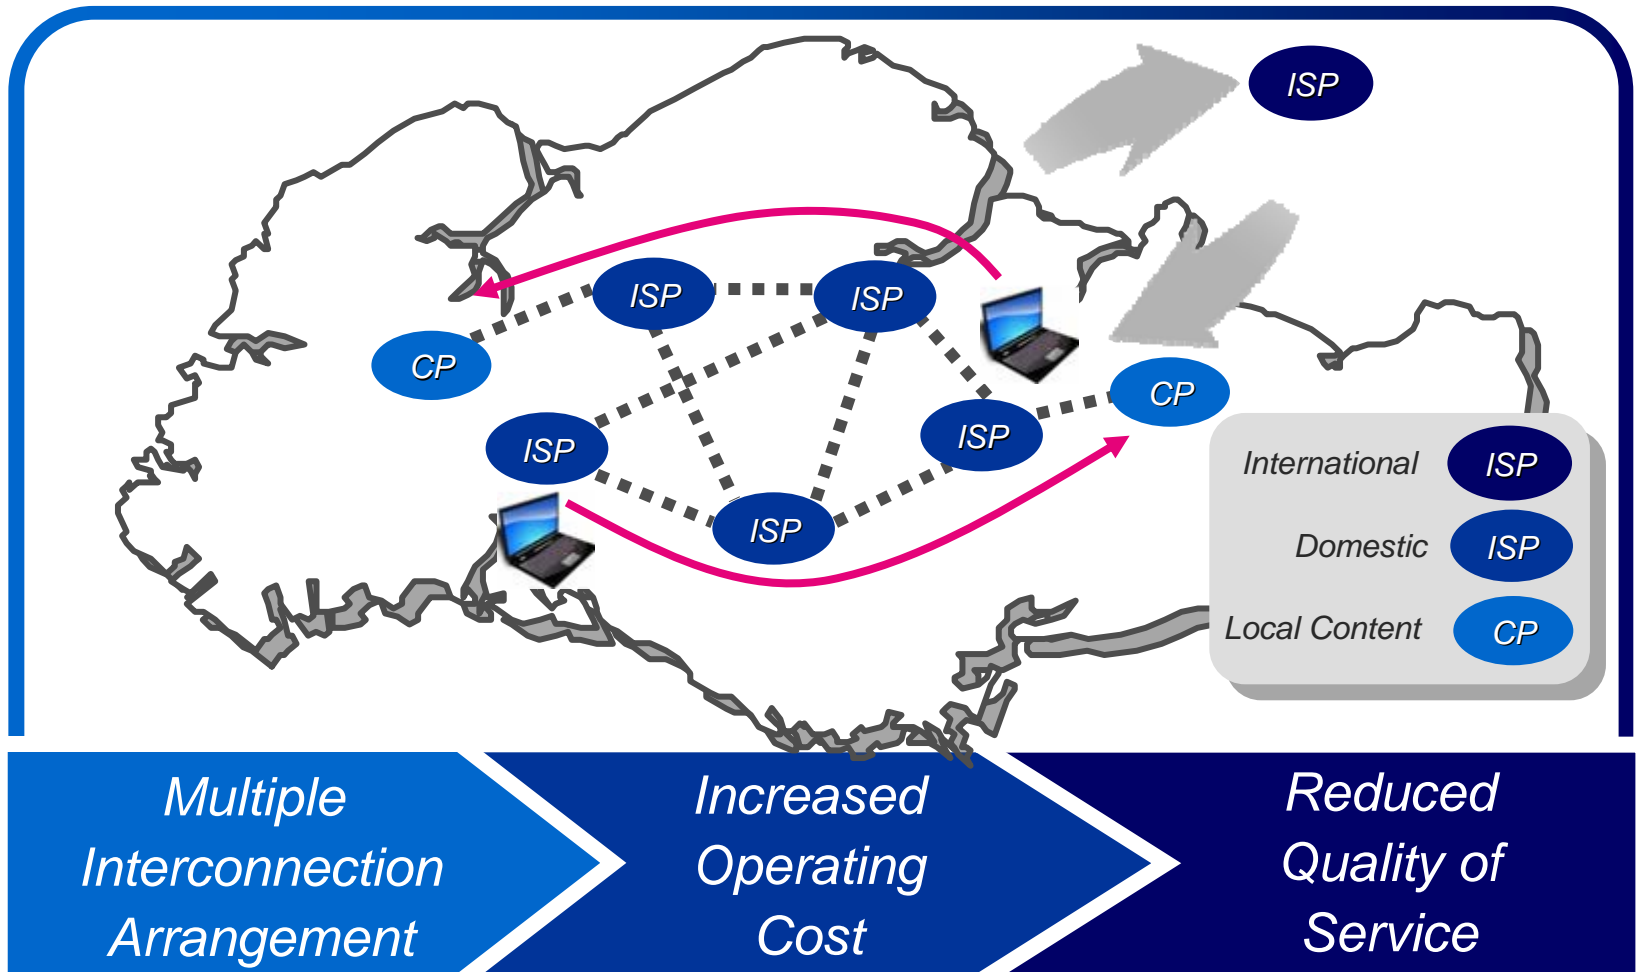 ISP
ISP
ISP
CP
CP
ISP
ISP
ISP
International ISP
Domestic ISP
Local Content CP
Multiple
Interconnection
Arrangement
Increased
Operating
Cost
Reduced
Quality of
Service